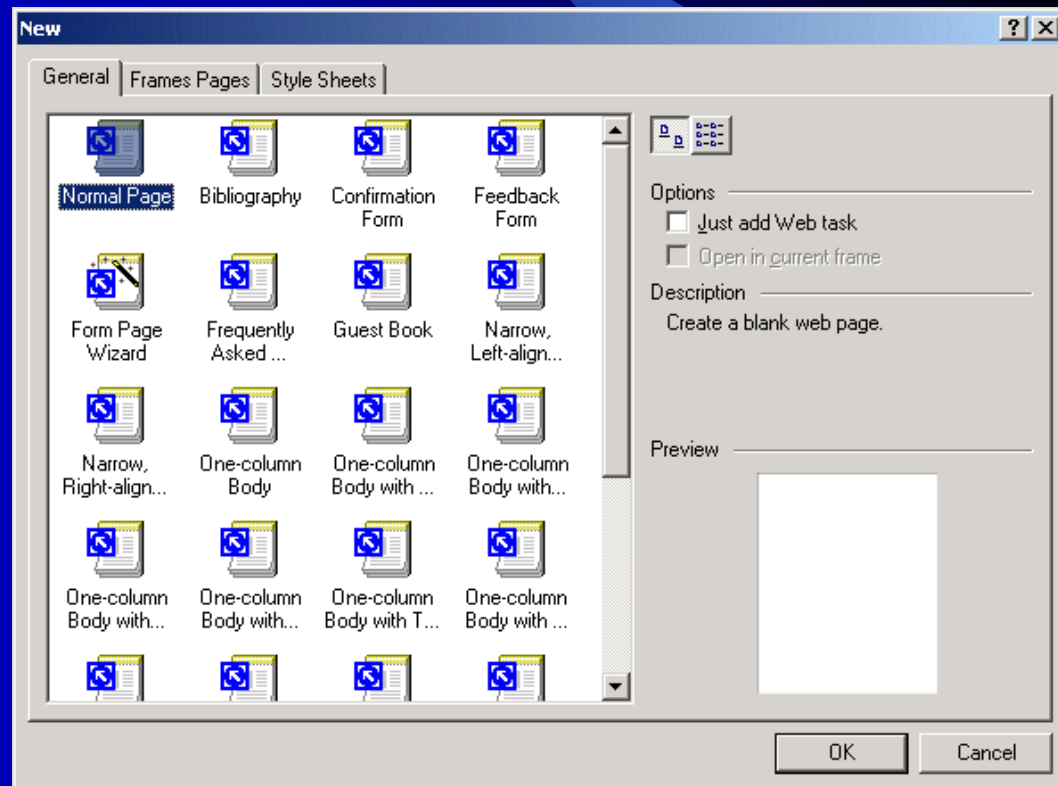 New
General Frames Pages Style Sheets
Normal Page Bibliography Confirmation Feedback
Form Form
Form Page Frequently Guest Book Narrow,
Wizard Asked ... Left-align...
Narrow, One-column One-column One-column
Right-align... Body Body with ... Body with...
One-column One-column One-column One-column
Body with... Body with... Body with T... Body with ...
Options
Just add Web task
Open in current frame
Description
Create a blank web page.
Preview
OK Cancel